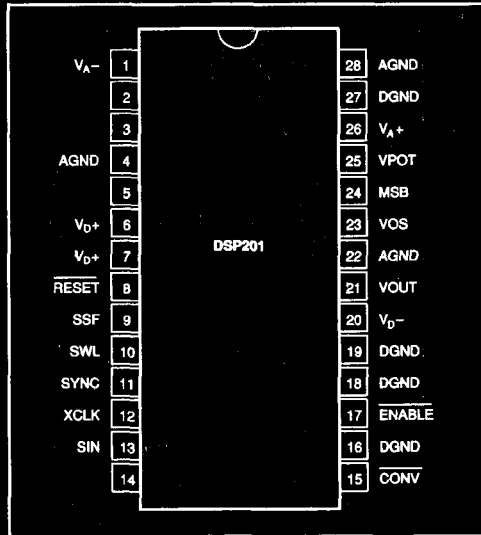 VA− 1 28 AGND
2 27 DGND
3 26 VA+
AGND 4 25 VPOT
5 24 MSB
VD+ 6 23 VOS
DSP201
VD+ 7 22 AGND
RESET 8 21 VOUT
SSF 9 20 VD−
SWL 10 19 DGND
SYNC 11 18 DGND
XCLK 12 17 ENABLE
SIN 13 16 DGND
14 15 CONV